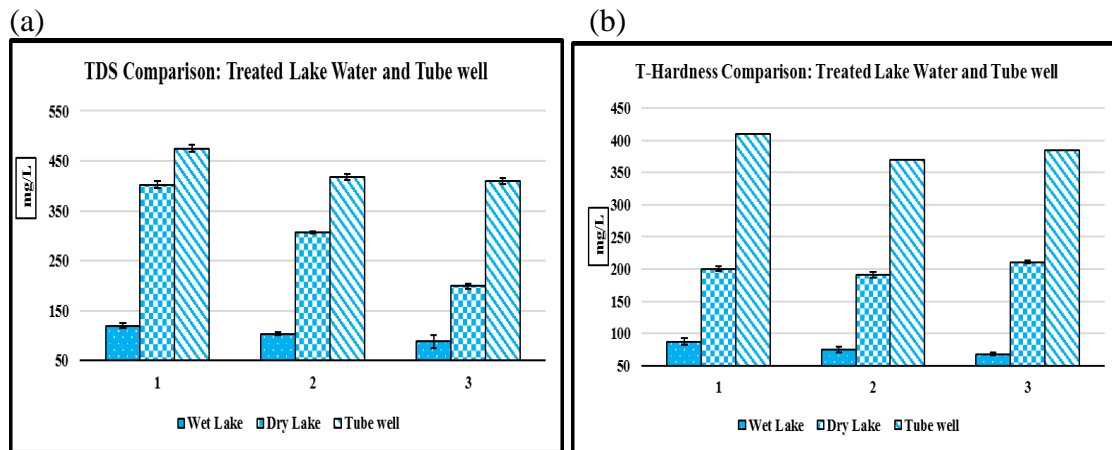 (a)
TDS Comparison: Treated Lake Water and Tube well
550
450
350
250
150
50
mg/L
1 2 3
Wet Lake Dry Lake Tube well
(b)
T-Hardness Comparison: Treated Lake Water and Tube well
450
400
350
300
250
200
150
100
50
mg/L
1 2 3
Wet Lake Dry Lake Tube well